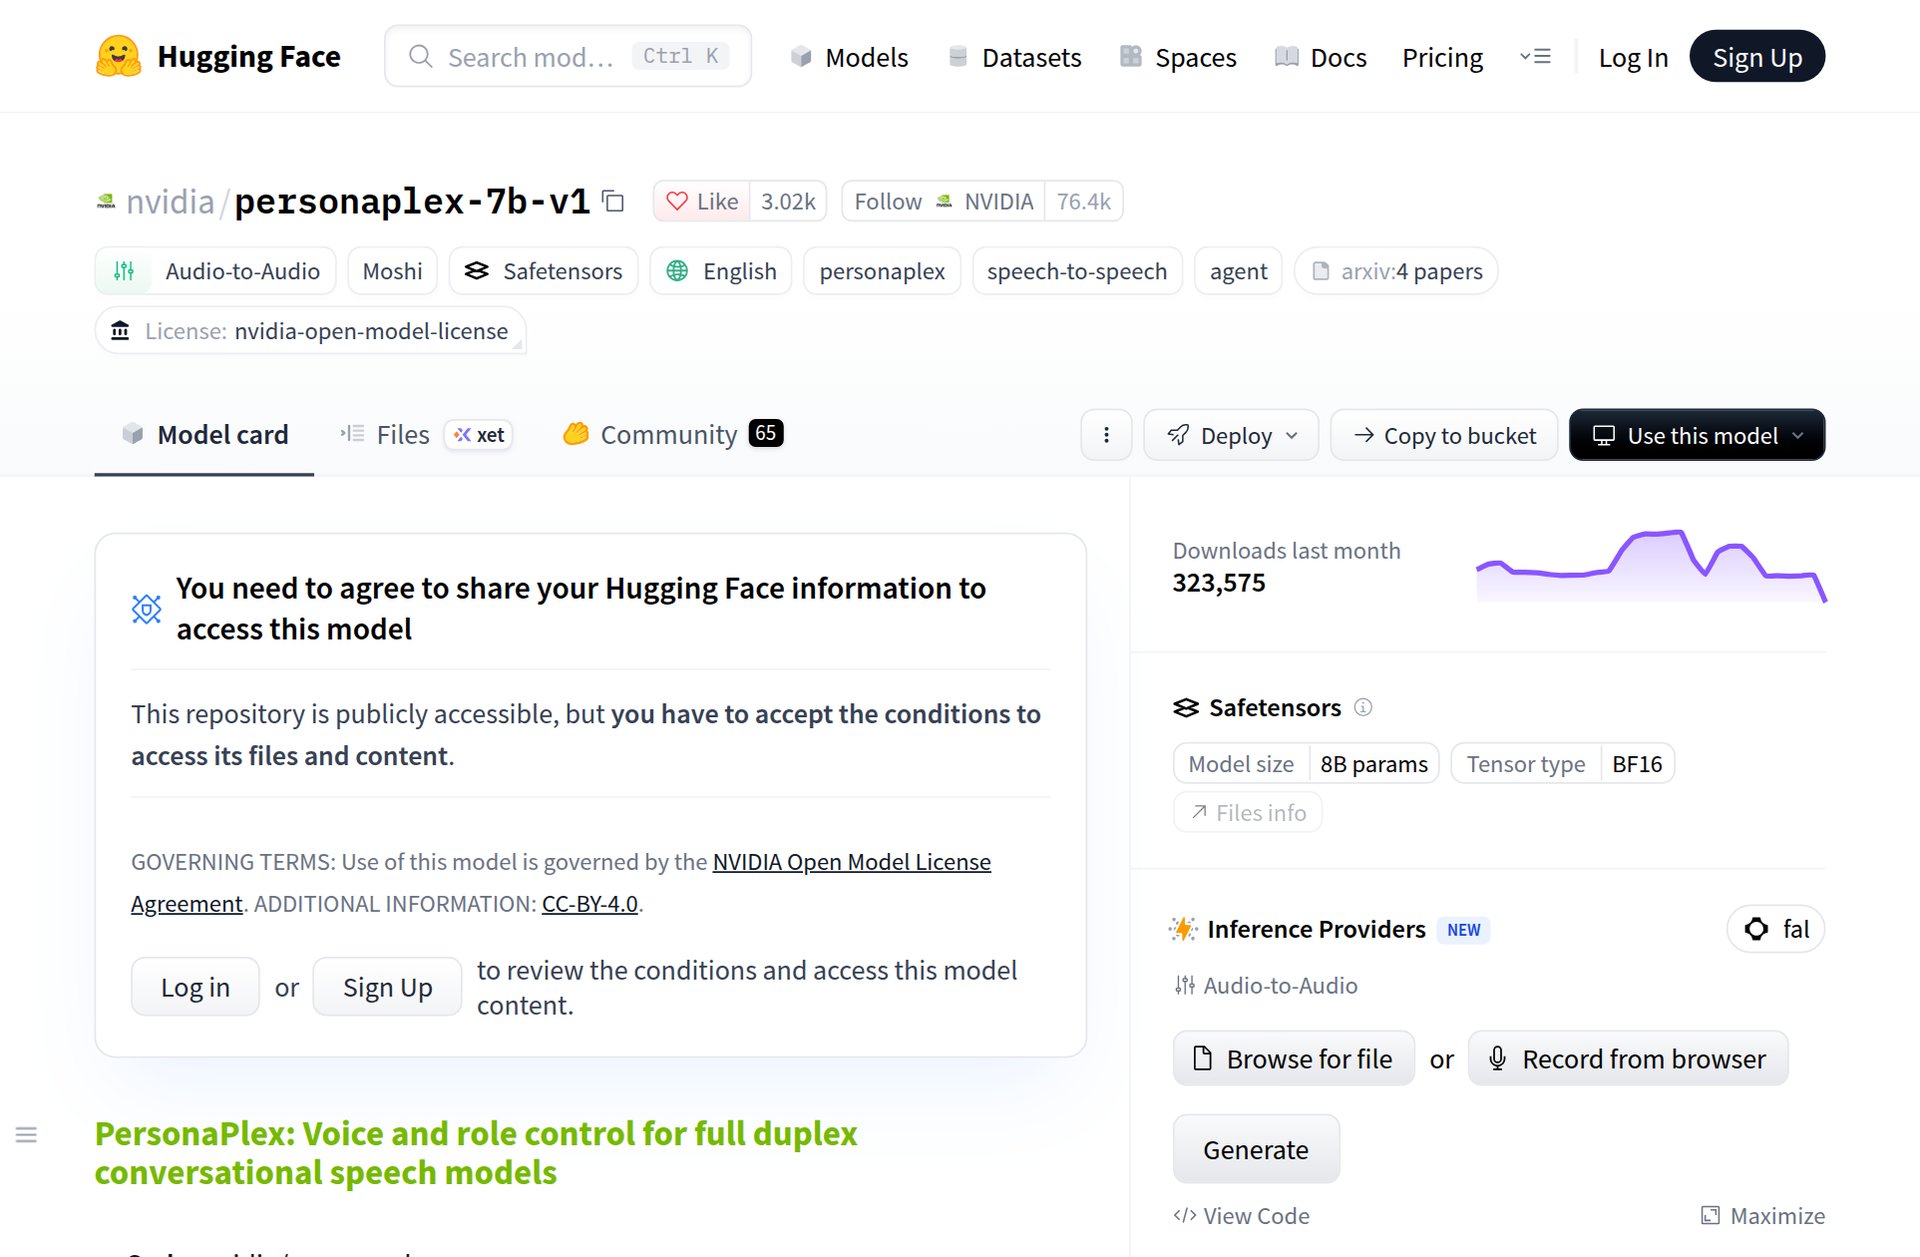 Hugging Face
Search mod… Ctrl K
Models Datasets Spaces Docs Pricing Log In Sign Up
nvidia/personaplex-7b-v1 Like 3.02k Follow NVIDIA 76.4k
Audio-to-Audio Moshi Safetensors English personaplex speech-to-speech agent arxiv:4 papers
License: nvidia-open-model-license
Model card Files xet Community 65 Deploy Copy to bucket Use this model
You need to agree to share your Hugging Face information to
access this model
This repository is publicly accessible, but you have to accept the conditions to
access its files and content.
GOVERNING TERMS: Use of this model is governed by the NVIDIA Open Model License
Agreement. ADDITIONAL INFORMATION: CC-BY-4.0.
Log in or Sign Up to review the conditions and access this model
content.
PersonaPlex: Voice and role control for full duplex
conversational speech models
Downloads last month
323,575
Safetensors
Model size 8B params Tensor type BF16
Files info
Inference Providers NEW fal
Audio-to-Audio
Browse for file or Record from browser
Generate
View Code Maximize